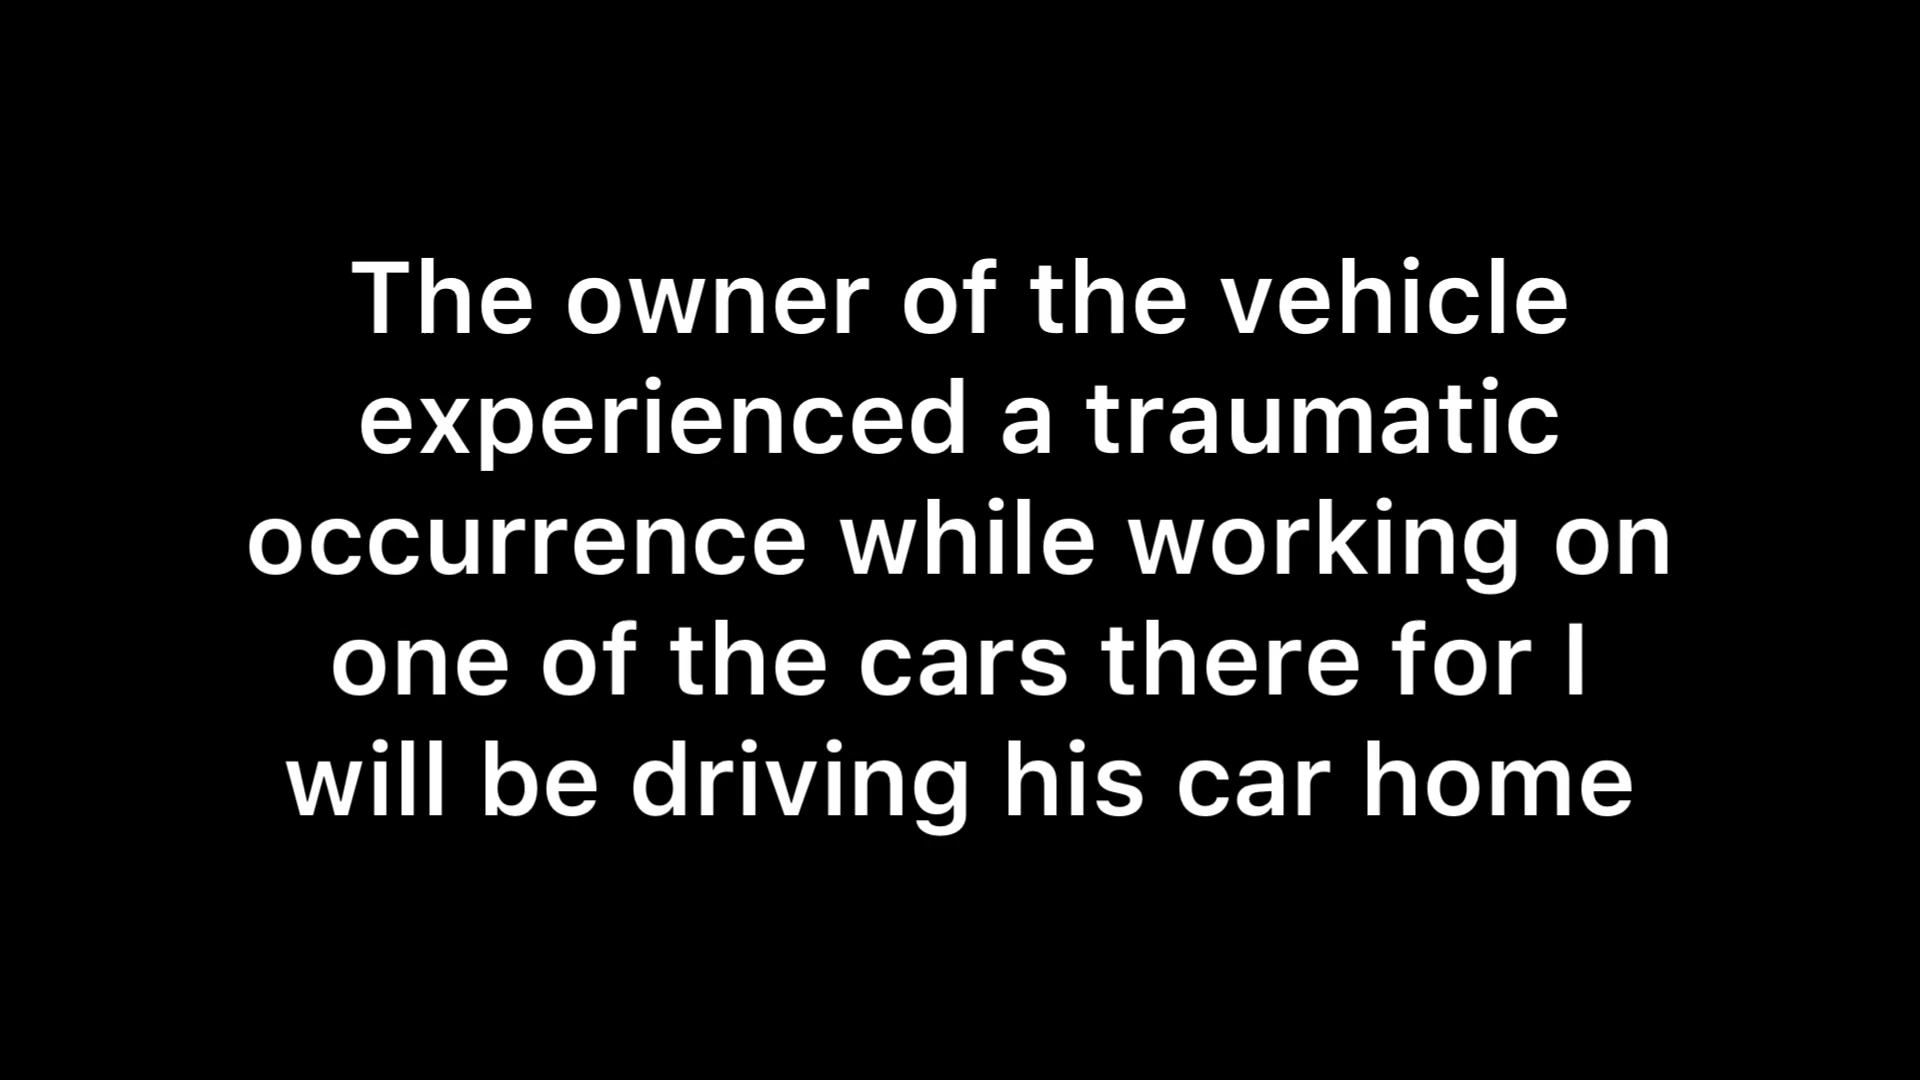 The owner of the vehicle
experienced a traumatic
occurrence while working on
one of the cars there for I
will be driving his car home